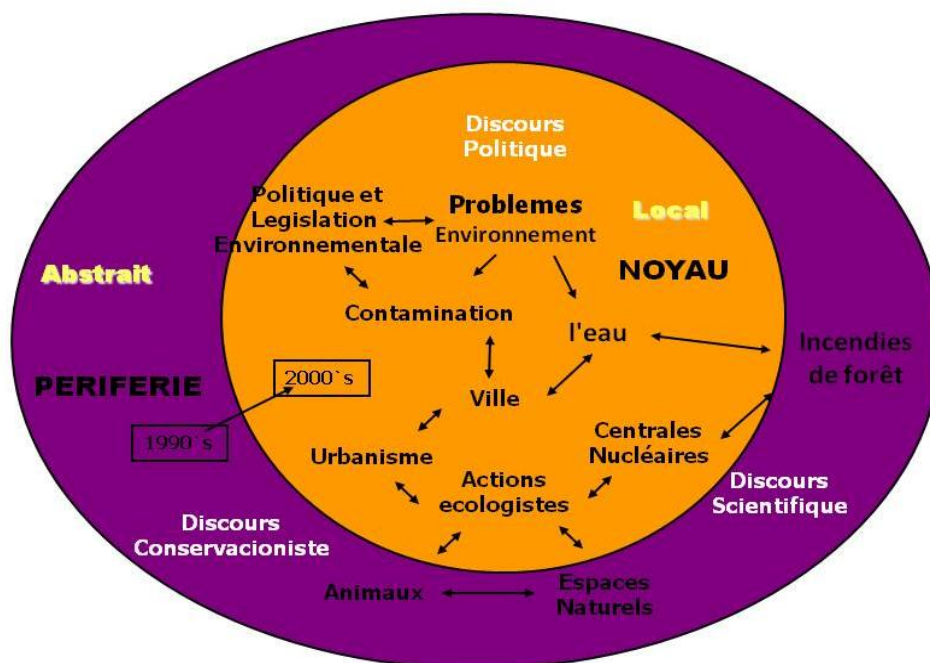 Discours
Politique
Politique et
Legislation
Environnementale
Problemes
Environnement
Local
NOYAU
Abstrait
Contamination
l'eau
Incendies
de forêt
PERIFERIE
2000`s
1990`s
Ville
Centrales
Nucléaires
Urbanisme
Actions
ecologistes
Discours
Scientifique
Discours
Conservacioniste
Animaux
Espaces
Naturels